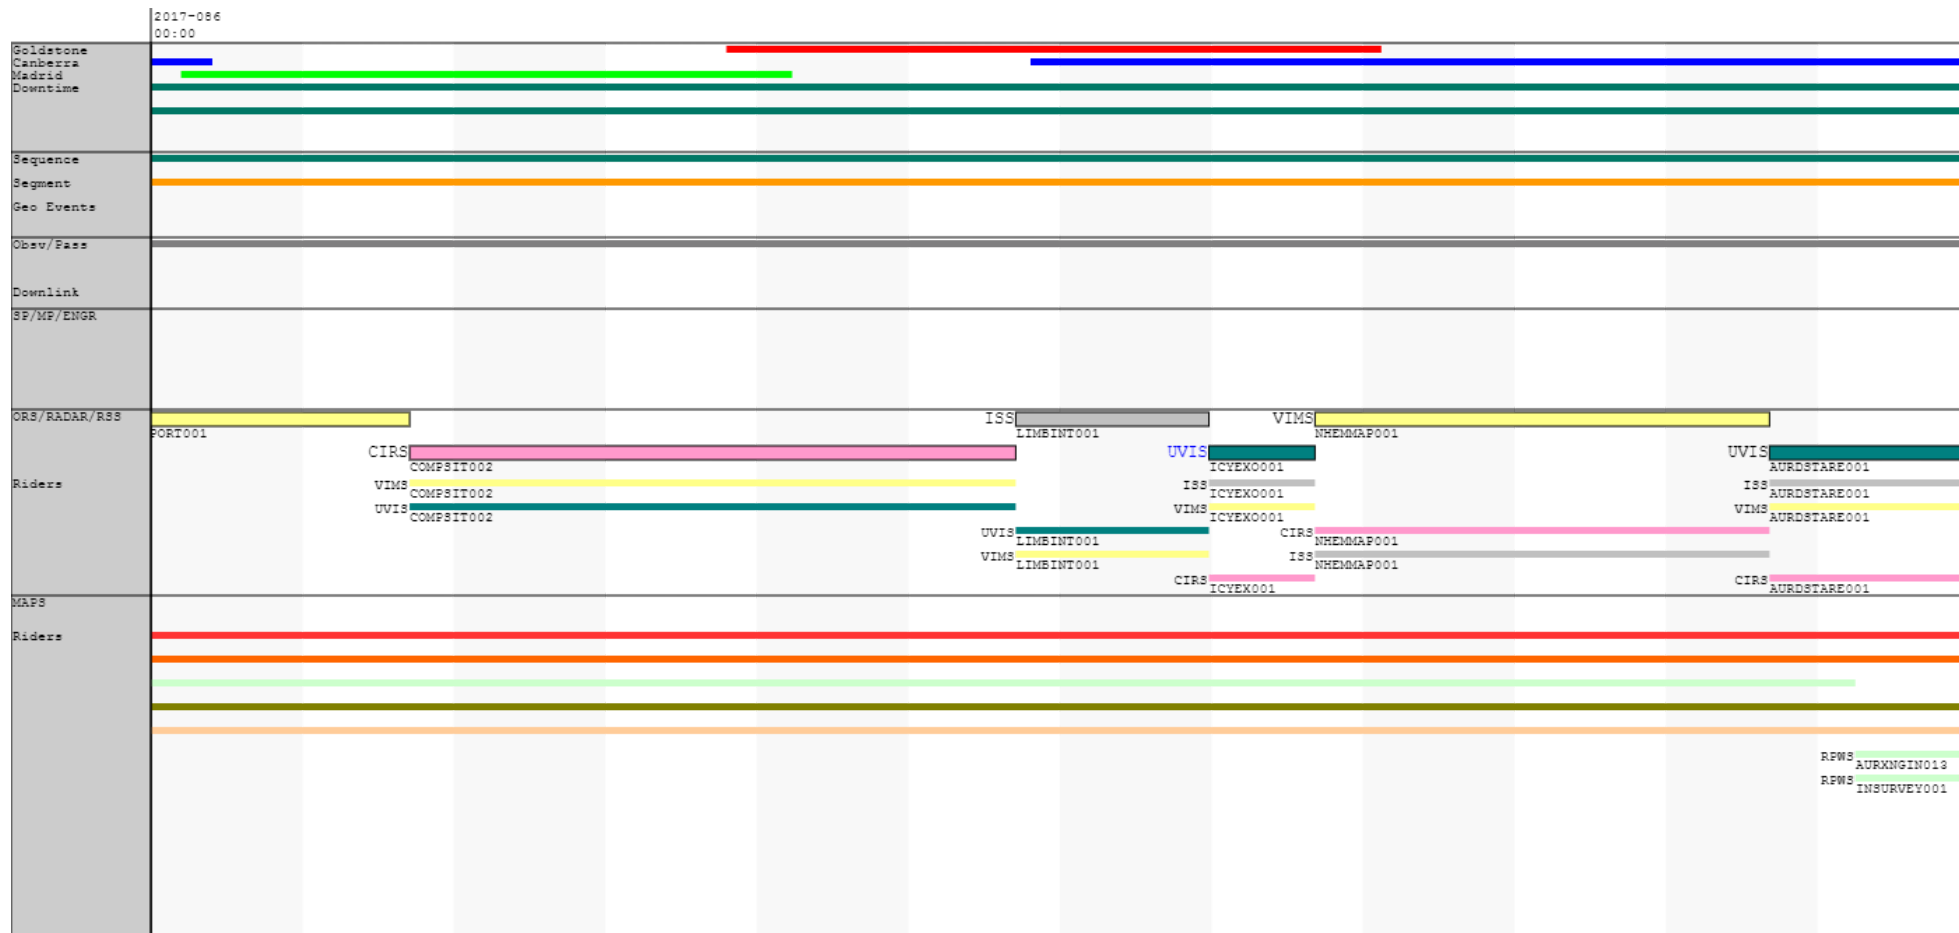 2017-086
00:00
Goldstone
Canberra
Madrid
Downtime
Sequence
Segment
Geo Events
Obsv/Pass
Downlink
SP/MP/ENGR
ORS/RADAR/RSS
ISS
VIMS
PORT001
LIMBINT001
NHEMMAP001
CIRS
UVIS
UVIS
COMPSIT002
ICYEXO001
AURDSTARE001
Riders
VIMS
ISS
ISS
COMPSIT002
ICYEXO001
AURDSTARE001
UVIS
VIMS
VIMS
COMPSIT002
ICYEXO001
AURDSTARE001
UVIS
CIRS
LIMBINT001
NHEMMAP001
VIMS
ISS
LIMBINT001
NHEMMAP001
CIRS
CIRS
ICYEX001
AURDSTARE001
MAPS
Riders
RPWS
AURXNGIN013
RPWS
INSURVEY001